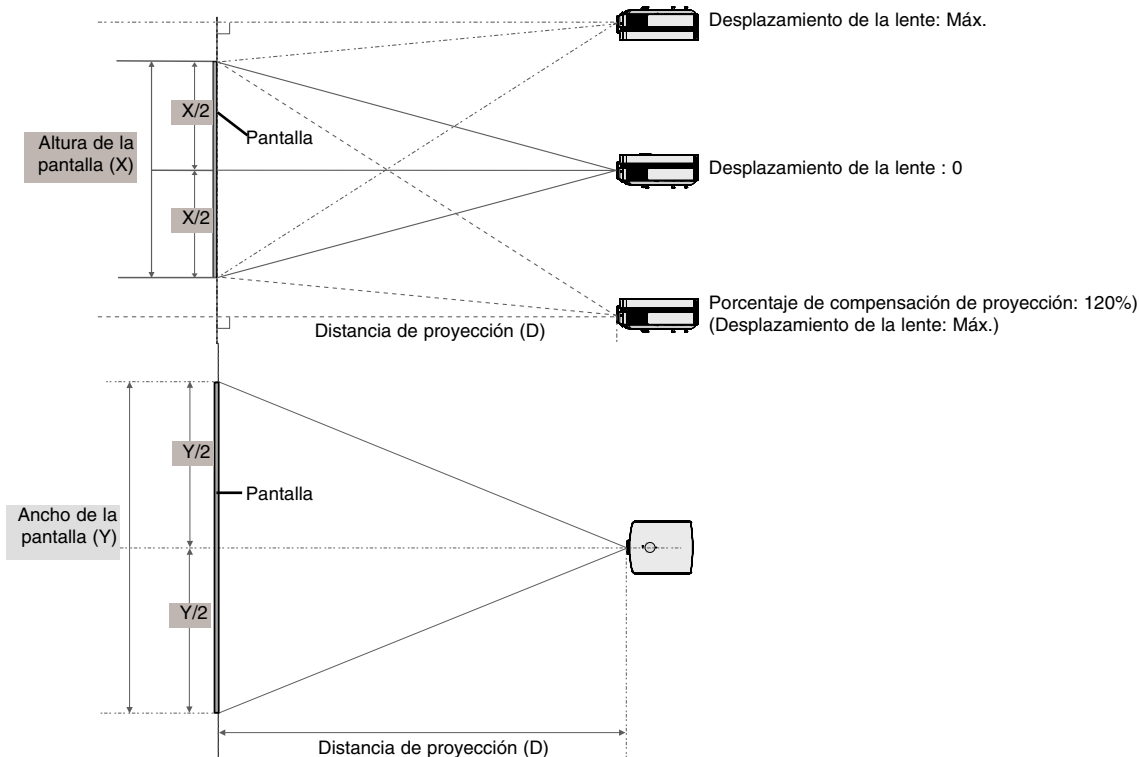 Desplazamiento de la lente: Máx.
X/2
Pantalla
Altura de la
pantalla (X)
Desplazamiento de la lente : 0
X/2
Porcentaje de compensación de proyección: 120%)
(Desplazamiento de la lente: Máx.)
Distancia de proyección (D)
Y/2
Pantalla
Ancho de la
pantalla (Y)
Y/2
Distancia de proyección (D)